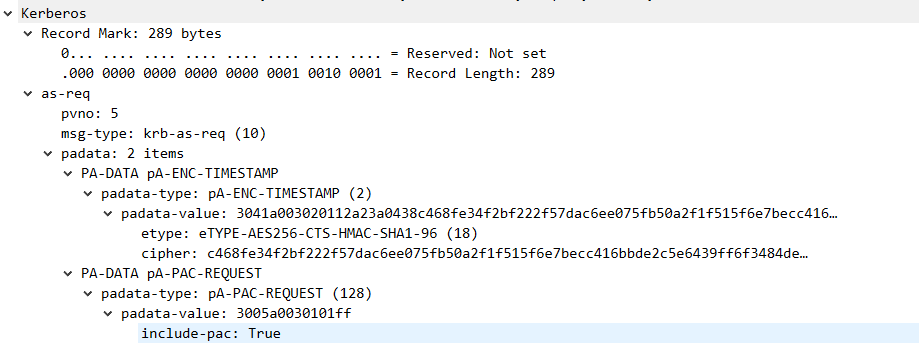 Kerberos
Record Mark: 289 bytes
0... .... .... .... .... .... .... .... = Reserved: Not set
.000 0000 0000 0000 0000 0001 0010 0001 = Record Length: 289
as-req
pvno: 5
msg-type: krb-as-req (10)
padata: 2 items
PA-DATA pA-ENC-TIMESTAMP
padata-type: pA-ENC-TIMESTAMP (2)
padata-value: 3041a003020112a23a0438c468fe34f2bf222f57dac6ee075fb50a2f1f515f6e7becc416…
etype: eTYPE-AES256-CTS-HMAC-SHA1-96 (18)
cipher: c468fe34f2bf222f57dac6ee075fb50a2f1f515f6e7becc416bbde2c5e6439ff6f3484de…
PA-DATA pA-PAC-REQUEST
padata-type: pA-PAC-REQUEST (128)
padata-value: 3005a0030101ff
include-pac: True